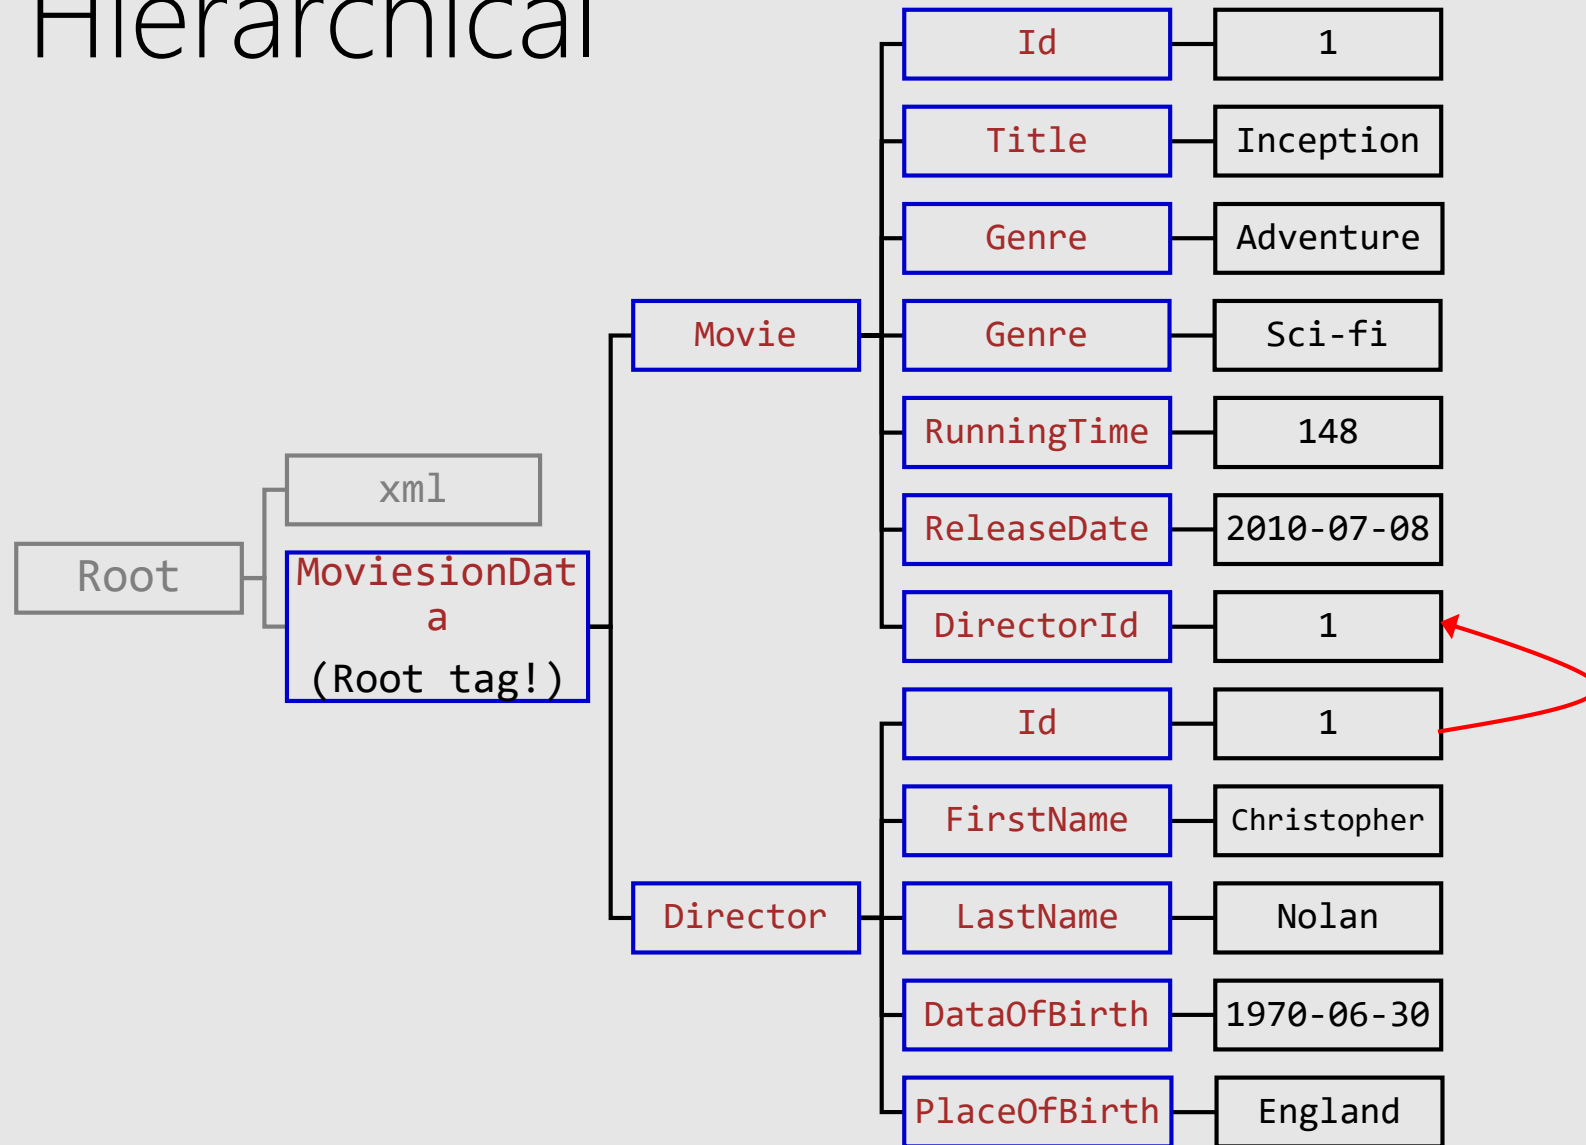 Hierarchical
Root
xml
MoviesionDat
a
(Root tag!)
Movie
Id
1
Title
Inception
Genre
Adventure
Genre
Sci-fi
RunningTime
148
ReleaseDate
2010-07-08
DirectorId
1
Director
Id
1
FirstName
Christopher
LastName
Nolan
DataOfBirth
1970-06-30
PlaceOfBirth
England